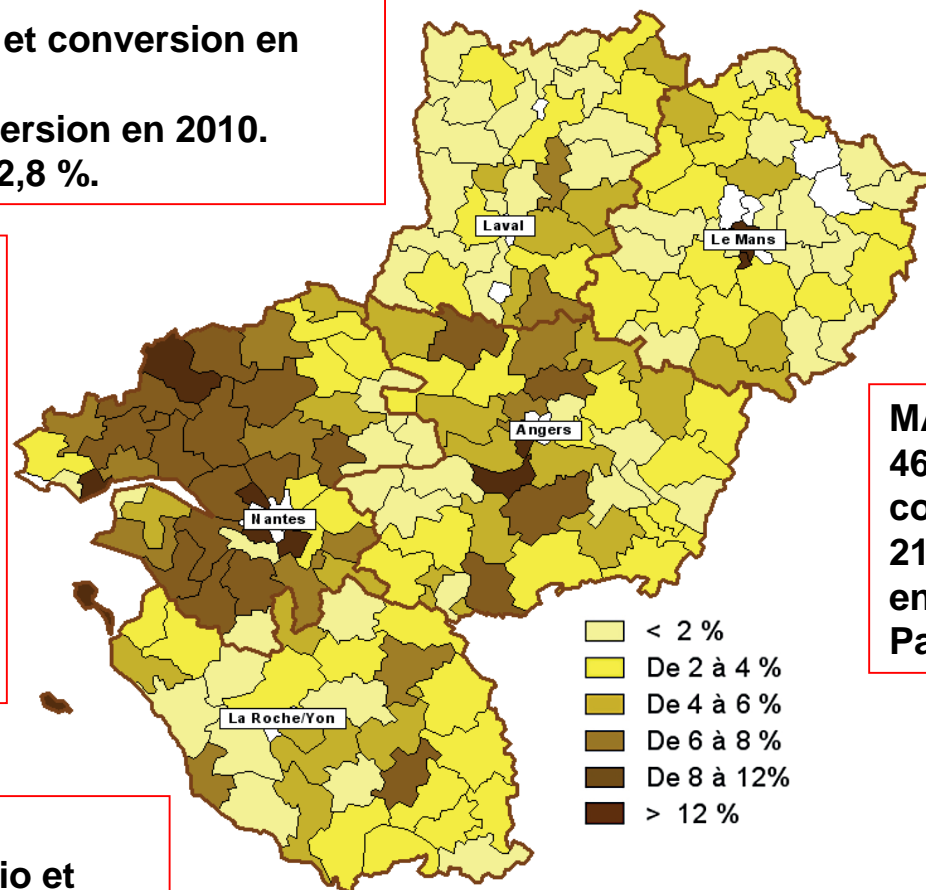 et conversion en
version en 2010.
2,8 %.
Laval
Le Mans
Angers
Nantes
La Roche/Yon
MA
46
co
21
en
Pa
< 2 %
De 2 à 4 %
De 4 à 6 %
De 6 à 8 %
De 8 à 12%
> 12 %
io et